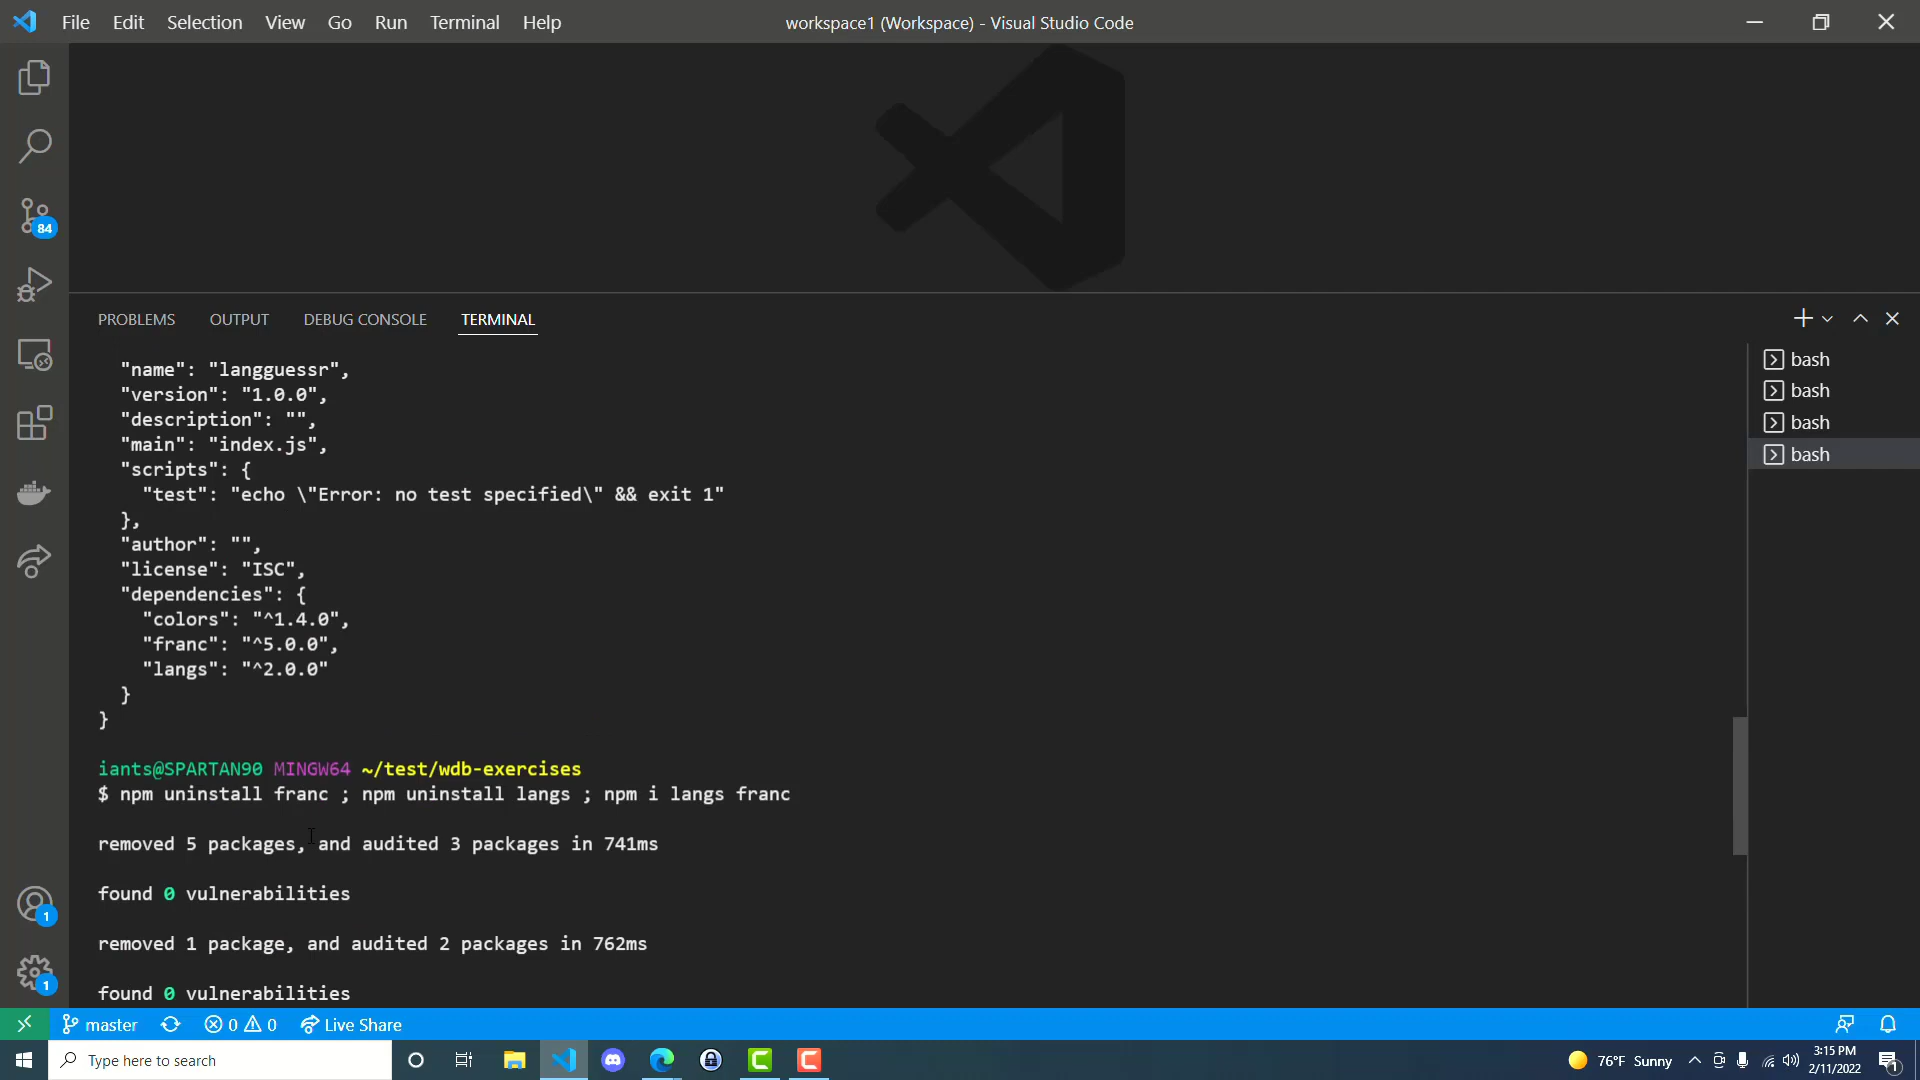 File Edit Selection View Go Run Terminal Help
workspace1 (Workspace) - Visual Studio Code
84
PROBLEMS OUTPUT DEBUG CONSOLE TERMINAL
"name": "langguessr",
"version": "1.0.0",
"description": "",
"main": "index.js",
"scripts": {
"test": "echo \"Error: no test specified\" && exit 1"
},
"author": "",
"license": "ISC",
"dependencies": {
"colors": "^1.4.0",
"franc": "^5.0.0",
"langs": "^2.0.0"
}
}
iants@SPARTAN90 MINGW64 ~/test/wdb-exercises
$ npm uninstall franc ; npm uninstall langs ; npm i langs franc
removed 5 packages, and audited 3 packages in 741ms
found 0 vulnerabilities
removed 1 package, and audited 2 packages in 762ms
found 0 vulnerabilities
bash
bash
bash
bash
1
1
master 0 0 Live Share
Type here to search
76°F Sunny
3:15 PM
2/11/2022
1